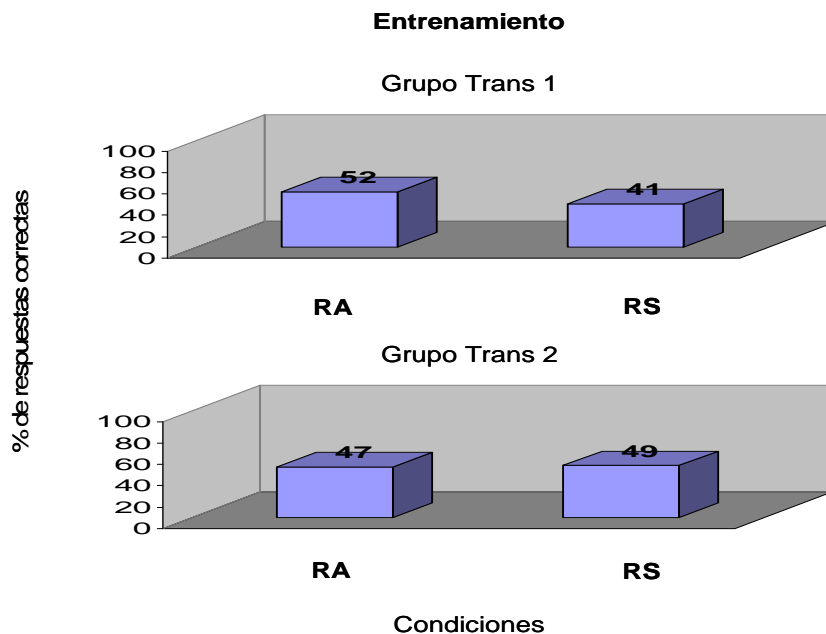 Entrenamiento
Grupo Trans 1
% de respuestas correctas
100
80
60
40
20
0
52
41
RA
RS
Grupo Trans 2
100
80
60
40
20
0
47
49
RA
RS
Condiciones